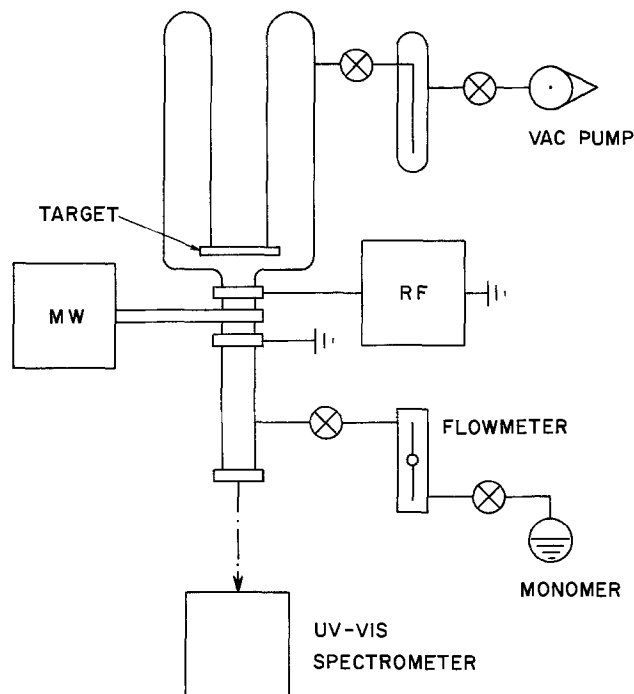 VAC PUMP
TARGET
MW
RF
FLOWMETER
MONOMER
UV-VIS
SPECTROMETER